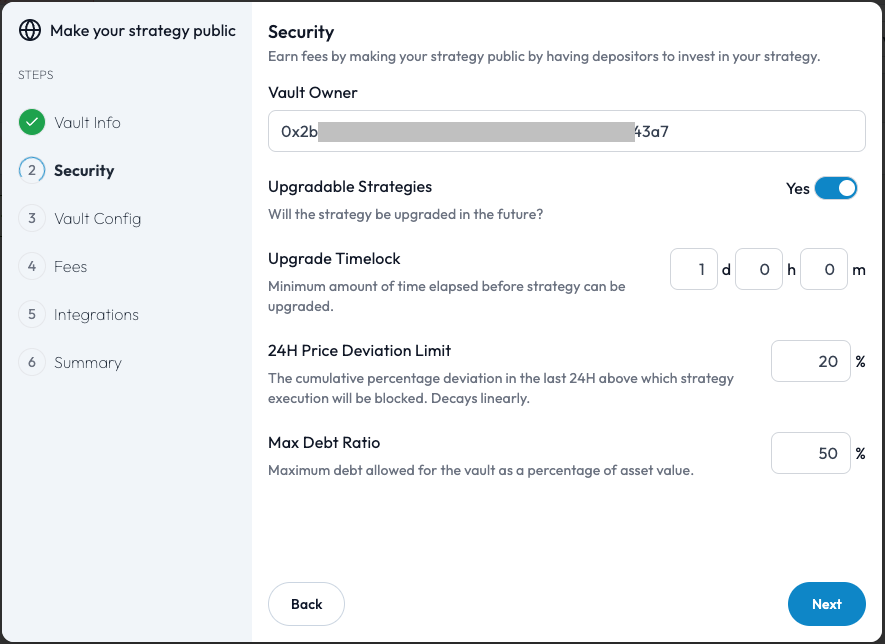 Make your strategy public
STEPS
Vault Info
2 Security
3 Vault Config
4 Fees
5 Integrations
6 Summary
Security
Earn fees by making your strategy public by having depositors to invest in your strategy.
Vault Owner
0x2b 43a7
Upgradable Strategies
Yes
Will the strategy be upgraded in the future?
Upgrade Timelock
1 d 0 h 0 m
Minimum amount of time elapsed before strategy can be
upgraded.
24H Price Deviation Limit
20 %
The cumulative percentage deviation in the last 24H above which strategy
execution will be blocked. Decays linearly.
Max Debt Ratio
50 %
Maximum debt allowed for the vault as a percentage of asset value.
Back
Next